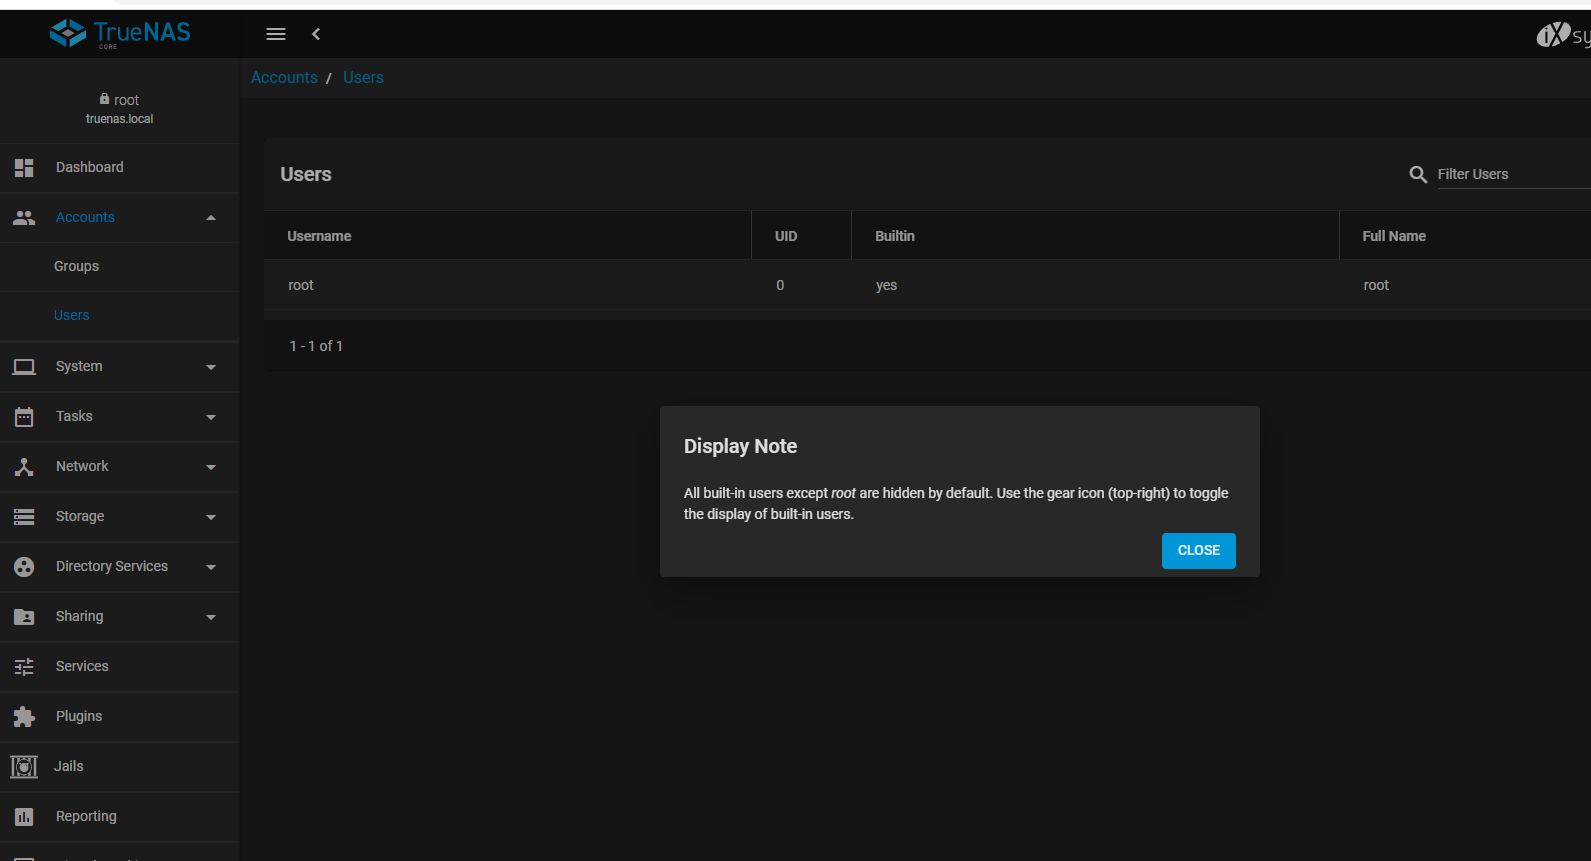 TrueNAS
CORE
root
truenas.local
Dashboard
Accounts
Groups
Users
System
Tasks
Network
Storage
Directory Services
Sharing
Services
Plugins
Jails
Reporting
iXsy
Accounts / Users
Users
Filter Users
Username UID Builtin Full Name
root 0 yes root
1 - 1 of 1
Display Note
All built-in users except root are hidden by default. Use the gear icon (top-right) to toggle
the display of built-in users.
CLOSE